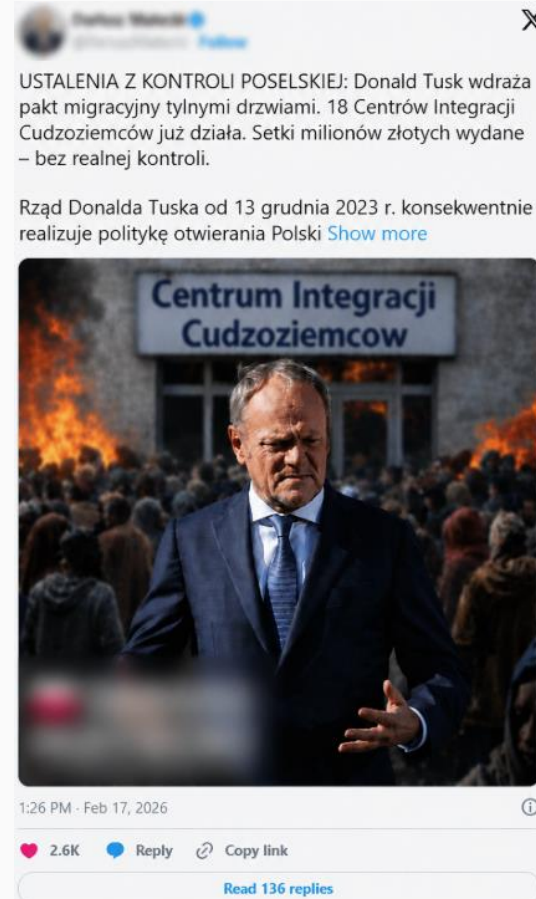 Follow
USTALENIA Z KONTROLI POSELSKIEJ: Donald Tusk wdraża
pakt migracyjny tylnymi drzwiami. 18 Centrów Integracji
Cudzoziemców już działa. Setki milionów złotych wydane
– bez realnej kontroli.
Rząd Donalda Tuska od 13 grudnia 2023 r. konsekwentnie
realizuje politykę otwierania Polski Show more
Centrum Integracji
Cudzoziemcow
1:26 PM · Feb 17, 2026
2.6K Reply Copy link
Read 136 replies